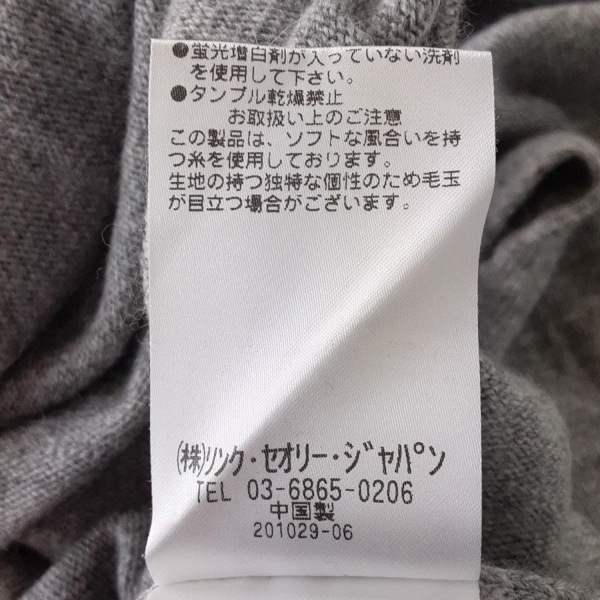 ●蛍光増白剤が入っていない洗剤
を使用して下さい。
●タンブル乾燥禁止
お取扱い上のご注意
この製品は、ソフトな風合いを持
つ糸を使用しております。
生地の持つ独特な個性のため毛玉
が目立つ場合がございます。
(株)リンク・セオリー・ジャパン
TEL 03-6865-0206
中国製
201029-06